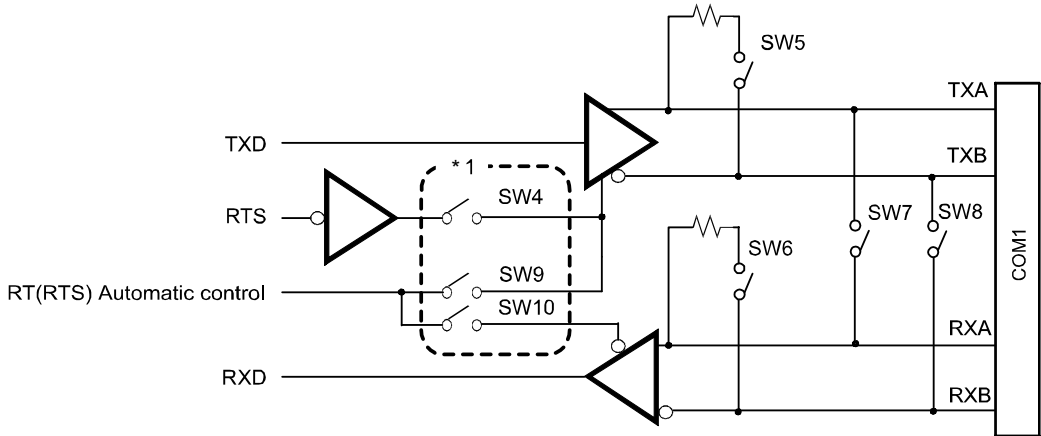 SW5
TXA
TXD
* 1
TXB
SW4
RTS
SW7
SW8
SW6
COM1
SW9
RT(RTS) Automatic control
SW10
RXA
RXD
RXB